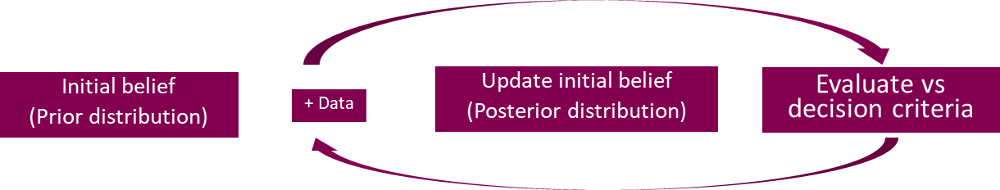 Initial belief
(Prior distribution)
+ Data
Update initial belief
(Posterior distribution)
Evaluate vs
decision criteria